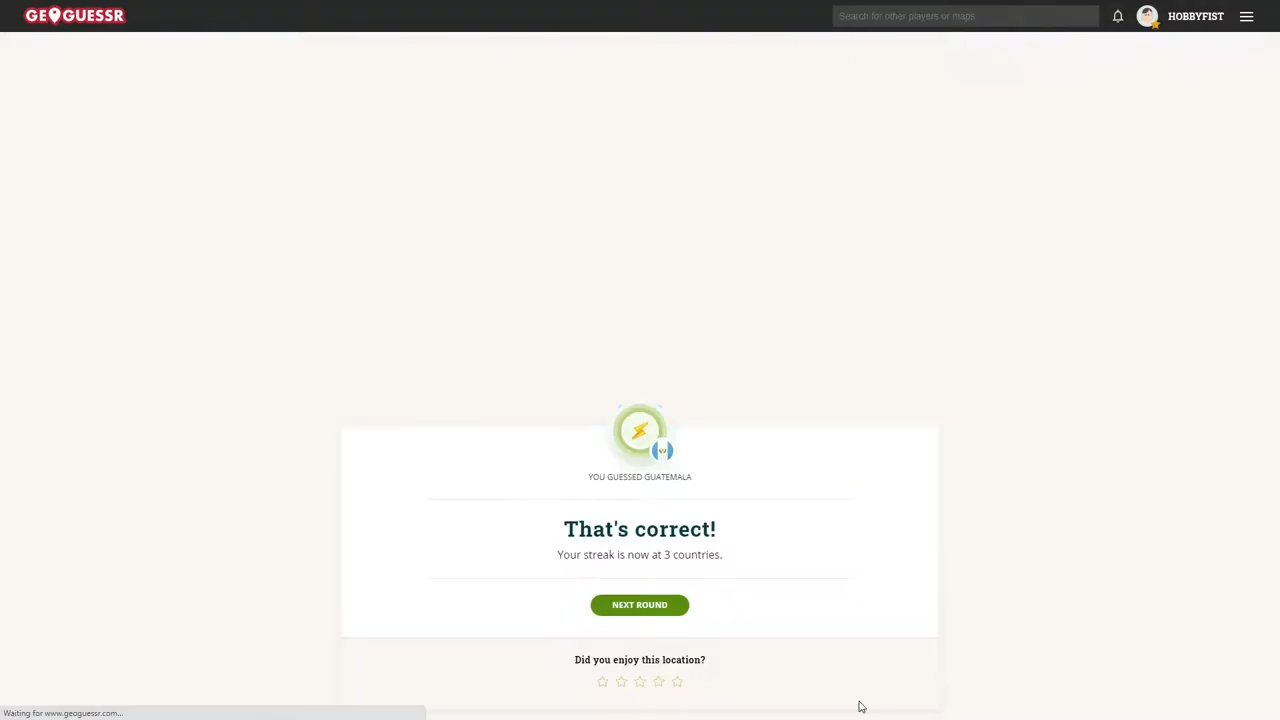 GEOGUESSR
Search for other players or maps
HOBBYFIST
YOU GUESSED GUATEMALA
That's correct!
Your streak is now at 3 countries.
NEXT ROUND
Did you enjoy this location?
Waiting for www.geoguessr.com...